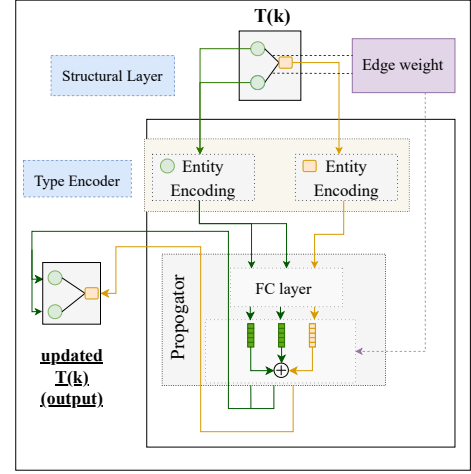 T(k)
Structural Layer
Edge weight
Type Encoder
Entity
Encoding
Entity
Encoding
Propogator
FC layer
updated
T(k)
(output)